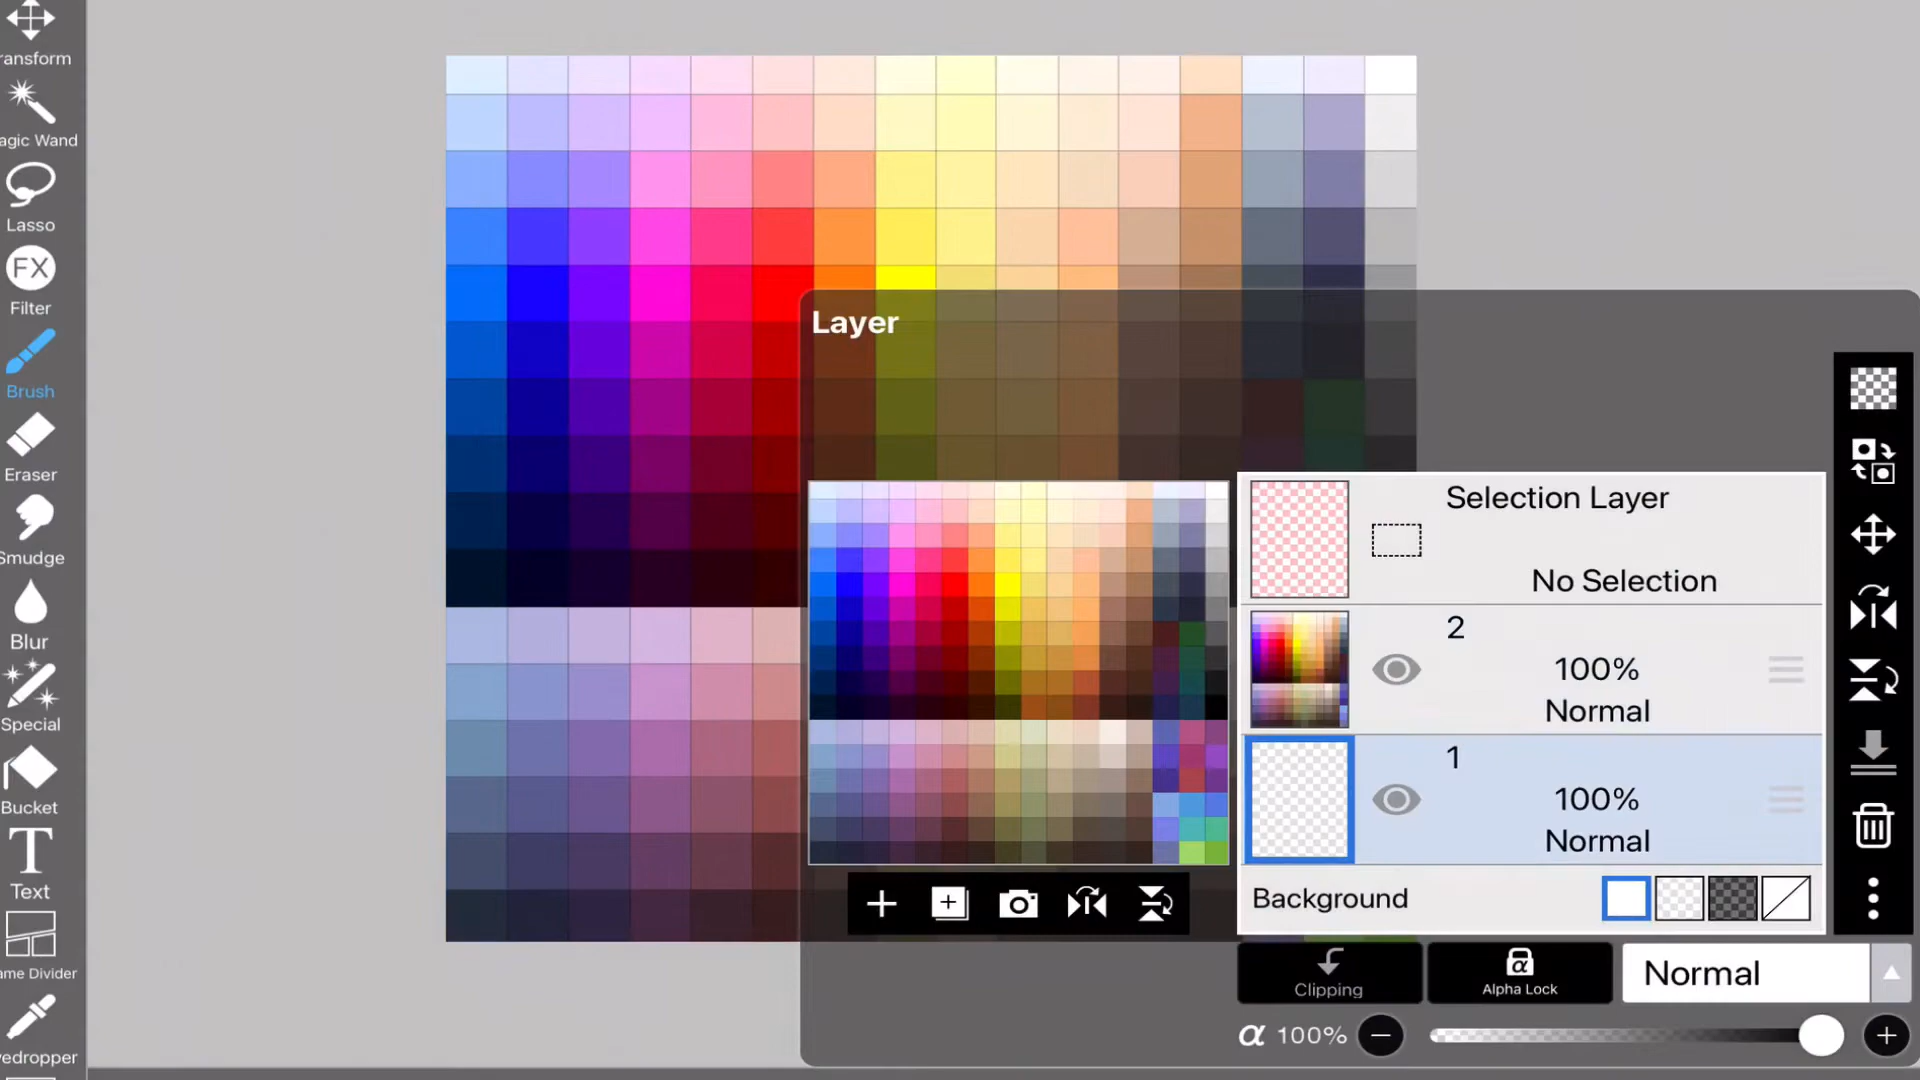 ransform
agic Wand
Lasso
FX
Filter
Brush
Eraser
Smudge
Blur
Special
Bucket
T
Text
ame Divider
yedropper
Layer
Selection Layer
No Selection
2
100%
Normal
1
100%
Normal
Background
Clipping
α
Alpha Lock
Normal
α 100%